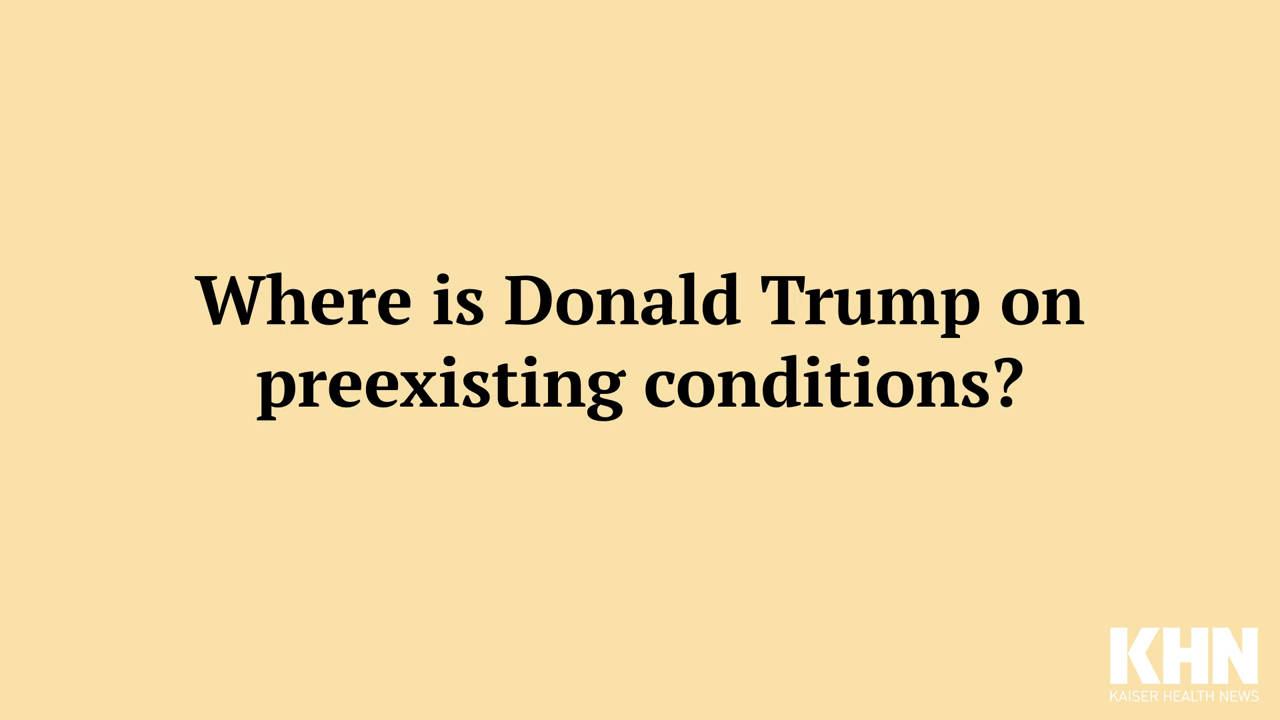 Where is Donald Trump on
preexisting conditions?
KHN
KAISER HEALTH NEWS